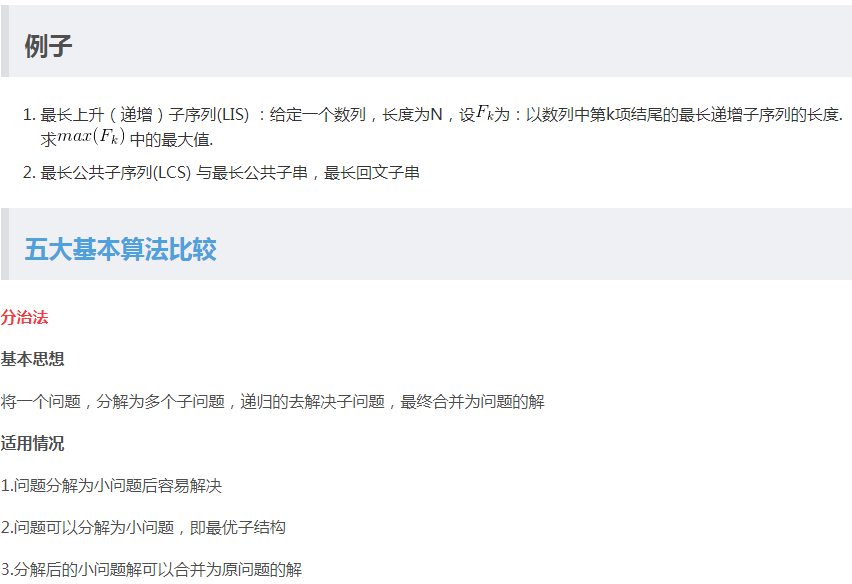 例子
1. 最长上升（递增）子序列(LIS) ：给定一个数列，长度为N，设F_k为：以数列中第k项结尾的最长递增子序列的长度.
求max(F_k) 中的最大值.
2. 最长公共子序列(LCS) 与最长公共子串，最长回文子串
五大基本算法比较
分治法
基本思想
将一个问题，分解为多个子问题，递归的去解决子问题，最终合并为问题的解
适用情况
1.问题分解为小问题后容易解决
2.问题可以分解为小问题，即最优子结构
3.分解后的小问题解可以合并为原问题的解